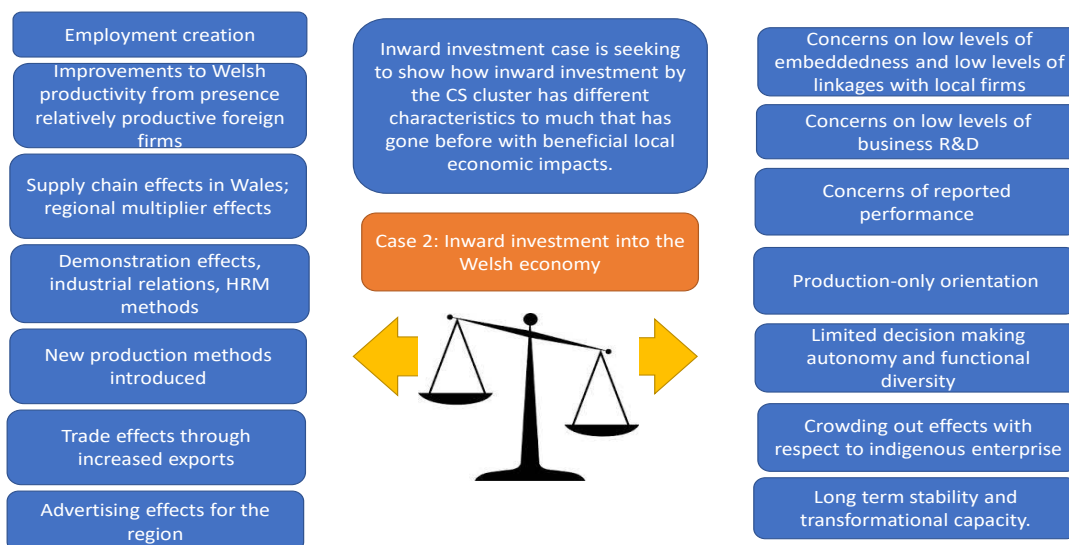 Employment creation
Improvements to Welsh
productivity from presence
relatively productive foreign
firms
Supply chain effects in Wales;
regional multiplier effects
Demonstration effects,
industrial relations, HRM
methods
New production methods
introduced
Trade effects through
increased exports
Advertising effects for the
region
Inward investment case is seeking
to show how inward investment by
the CS cluster has different
characteristics to much that has
gone before with beneficial local
economic impacts.
Case 2: Inward investment into the
Welsh economy
Concerns on low levels of
embeddedness and low levels of
linkages with local firms
Concerns on low levels of
business R&D
Concerns of reported
performance
Production-only orientation
Limited decision making
autonomy and functional
diversity
Crowding out effects with
respect to indigenous enterprise
Long term stability and
transformational capacity.